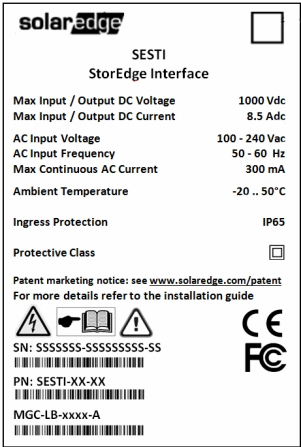 solaredge
SESTI
StorEdge Interface
Max Input / Output DC Voltage 1000 Vdc
Max Input / Output DC Current 8.5 Adc
AC Input Voltage 100 - 240 Vac
AC Input Frequency 50 - 60 Hz
Max Continuous AC Current 300 mA
Ambient Temperature -20 .. 50°C
Ingress Protection IP65
Protective Class
Patent marketing notice: see www.solaredge.com/patent
For more details refer to the installation guide
CE
SN: SSSSSSS-SSSSSSSSS-SS
FC
PN: SESTI-XX-XX
MGC-LB-xxxx-A